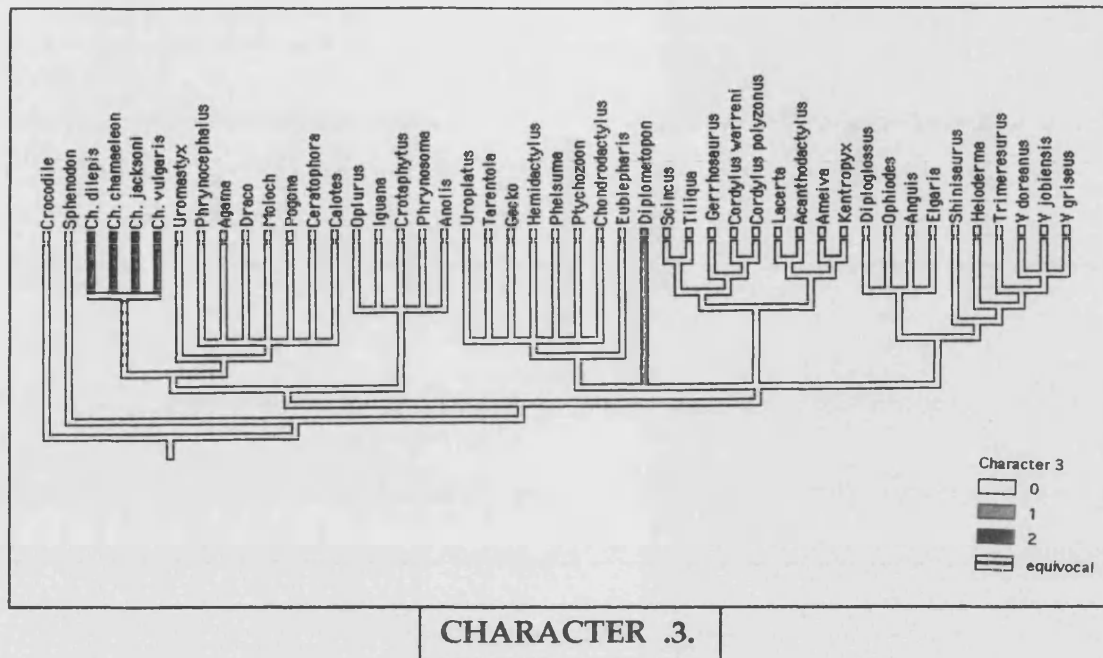 Crocodile
Sphenodon
Ch. dilepis
Ch. chamaeleon
Ch. jacksonii
Ch. vulgaris
Uromastyx
Phrynocephalus
Agama
Draco
Moloch
Pogona
Ceratophora
Calotes
Oplurus
Iguana
Crotaphytus
Phrynosoma
Anolis
Uroplatus
Tarentola
Gecko
Hemidactylus
Phelsuma
Ptychozoon
Chondrodactylus
Eublepharis
Diplometopon
Scincus
Tiliqua
Gerrhosaurus
Cordylus warreni
Cordylus polyzonus
Lacerta
Acanthodactylus
Ameiva
Kentropyx
Diploglossus
Ophiodes
Anguis
Elgaria
Shinisaurus
Heloderma
Trimeresurus
V doreanus
V jobiensis
V griseus
Character 3
0
1
2
equivocal
CHARACTER .3.